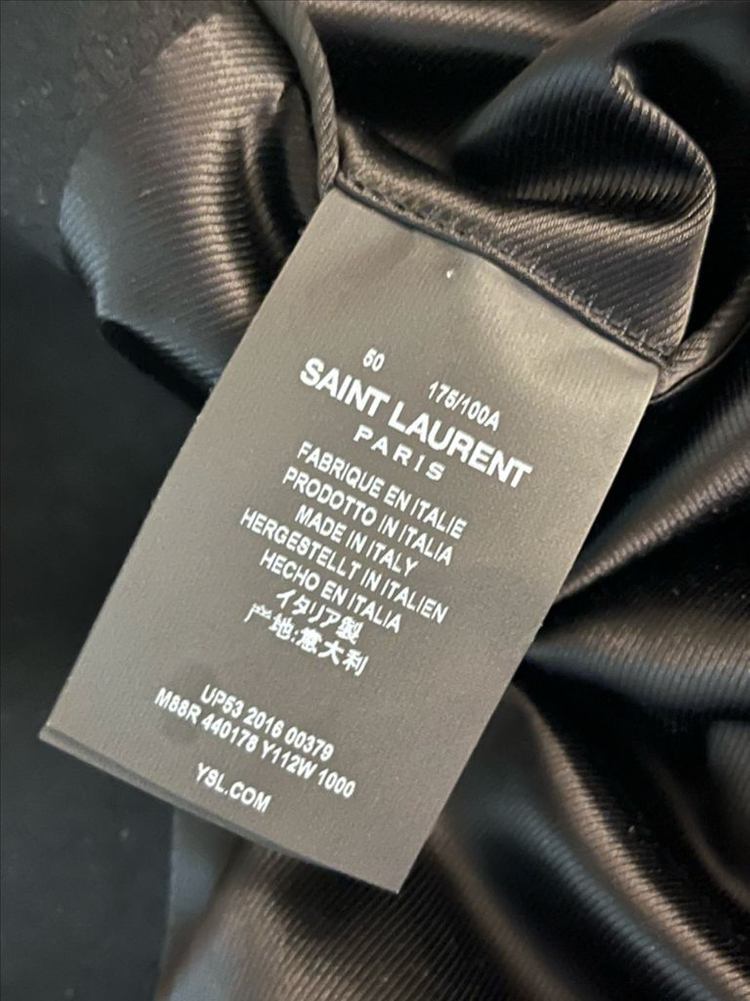 50 175/100A
SAINT LAURENT
PARIS
FABRIQUE EN ITALIE
PRODOTTO IN ITALIA
MADE IN ITALY
HERGESTELLT IN ITALIEN
HECHO EN ITALIA
イタリア製
产地:意大利
UP53 2016 00379
M88R 440178 Y112W 1000
YSL.COM